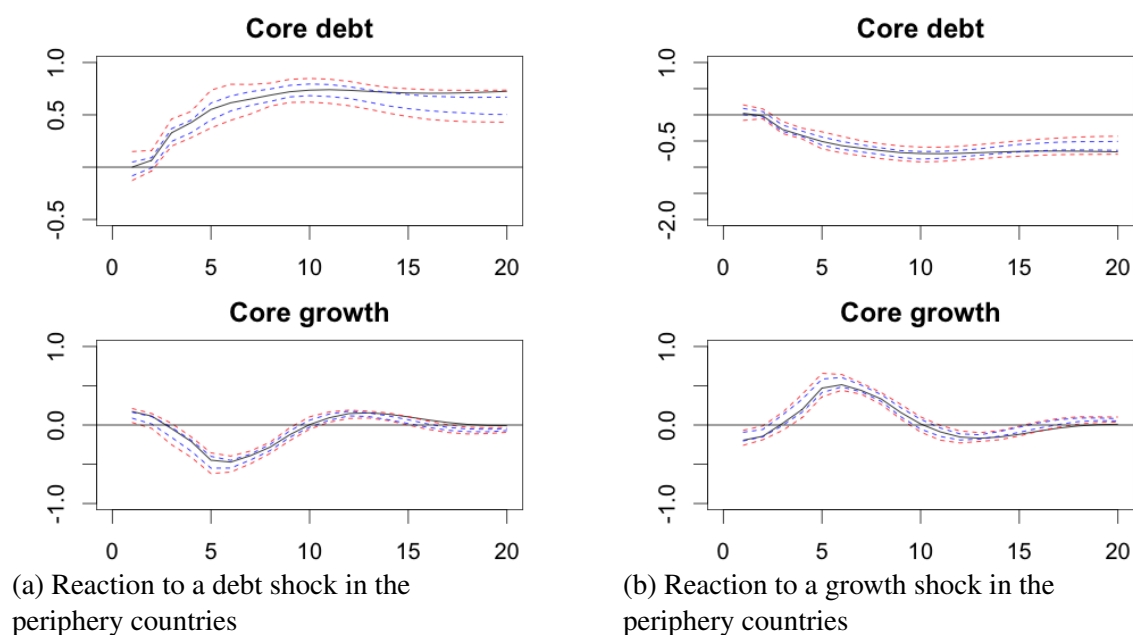 Core debt
1.0
0.5
-0.5
0 5 10 15 20
Core growth
1.0
0.0
-1.0
0 5 10 15 20
(a) Reaction to a debt shock in the
periphery countries
Core debt
1.0
-0.5
-2.0
0 5 10 15 20
Core growth
1.0
0.0
-1.0
0 5 10 15 20
(b) Reaction to a growth shock in the
periphery countries